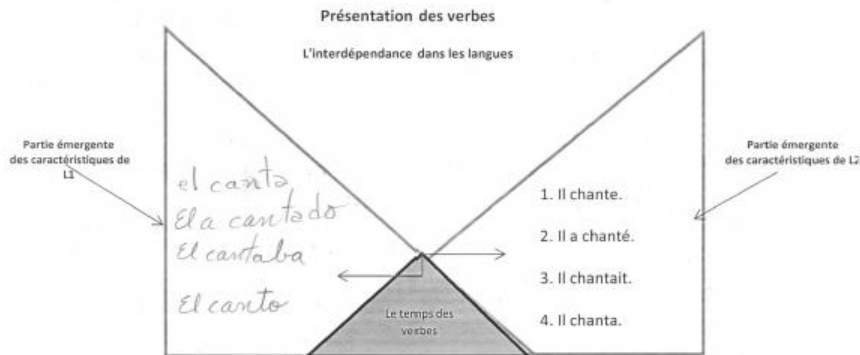 Présentation des verbes
L'interdépendance dans les langues
Partie émergente
des caractéristiques de
L1
Partie émergente
des caractéristiques de L2
el canta
El a cantado
El cantaba
El canto
1. Il chante.
2. Il a chanté.
3. Il chantait.
4. Il chanta.
Le temps des
verbes